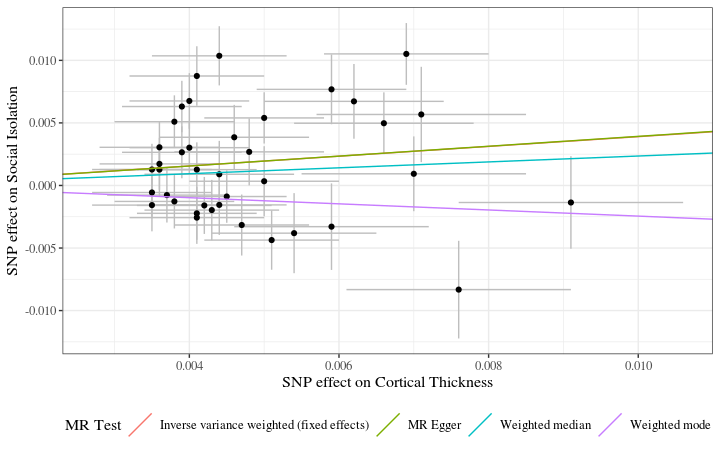 0.010
0.005
0.000
-0.005
-0.010
SNP effect on Social Isolation
0.004
0.006
0.008
0.010
SNP effect on Cortical Thickness
MR Test
Inverse variance weighted (fixed effects)
MR Egger
Weighted median
Weighted mode